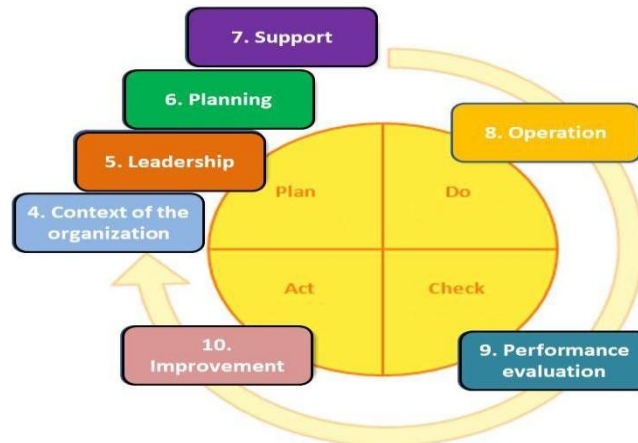 7. Support
6. Planning
8. Operation
5. Leadership
Plan
Do
4. Context of the
organization
Act
Check
10.
Improvement
9. Performance
evaluation